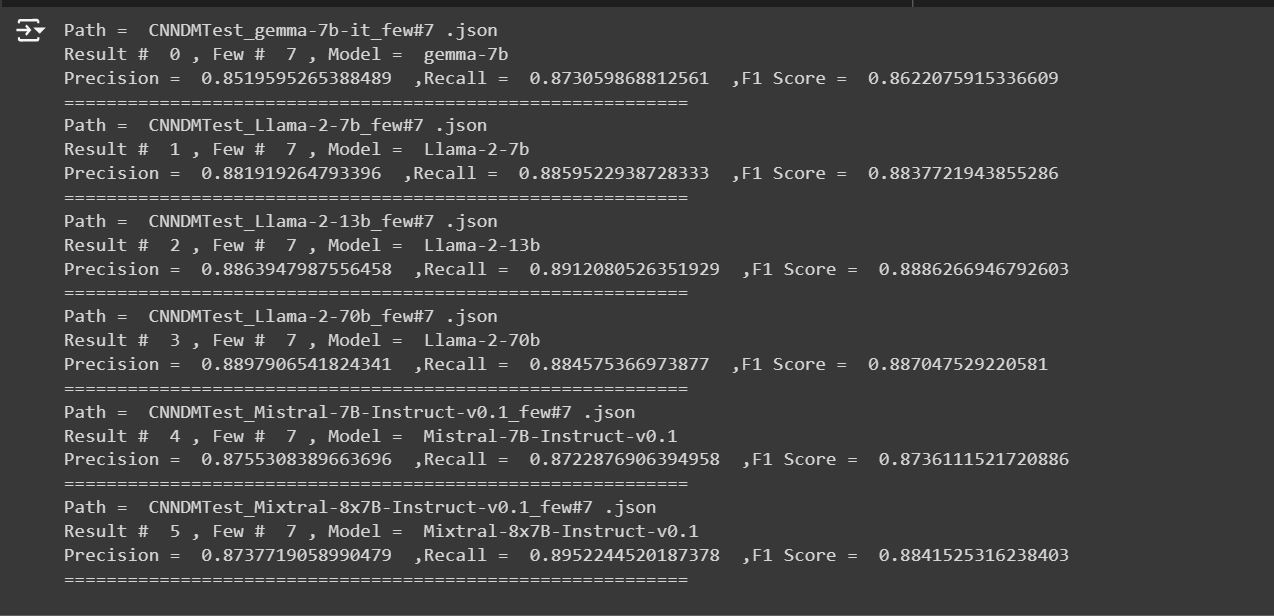 Path =  CNNDMTest_gemma-7b-it_few#7 .json
Result #  0 , Few #  7 , Model =  gemma-7b
Precision =  0.8519595265388489  ,Recall =  0.873059868812561  ,F1 Score =  0.8622075915336609
===========================================================
Path =  CNNDMTest_Llama-2-7b_few#7 .json
Result #  1 , Few #  7 , Model =  Llama-2-7b
Precision =  0.881919264793396  ,Recall =  0.8859522938728333  ,F1 Score =  0.8837721943855286
===========================================================
Path =  CNNDMTest_Llama-2-13b_few#7 .json
Result #  2 , Few #  7 , Model =  Llama-2-13b
Precision =  0.8863947987556458  ,Recall =  0.8912080526351929  ,F1 Score =  0.8886266946792603
===========================================================
Path =  CNNDMTest_Llama-2-70b_few#7 .json
Result #  3 , Few #  7 , Model =  Llama-2-70b
Precision =  0.8897906541824341  ,Recall =  0.884575366973877  ,F1 Score =  0.887047529220581
===========================================================
Path =  CNNDMTest_Mistral-7B-Instruct-v0.1_few#7 .json
Result #  4 , Few #  7 , Model =  Mistral-7B-Instruct-v0.1
Precision =  0.8755308389663696  ,Recall =  0.8722876906394958  ,F1 Score =  0.8736111521720886
===========================================================
Path =  CNNDMTest_Mixtral-8x7B-Instruct-v0.1_few#7 .json
Result #  5 , Few #  7 , Model =  Mixtral-8x7B-Instruct-v0.1
Precision =  0.8737719058990479  ,Recall =  0.8952244520187378  ,F1 Score =  0.8841525316238403
===========================================================